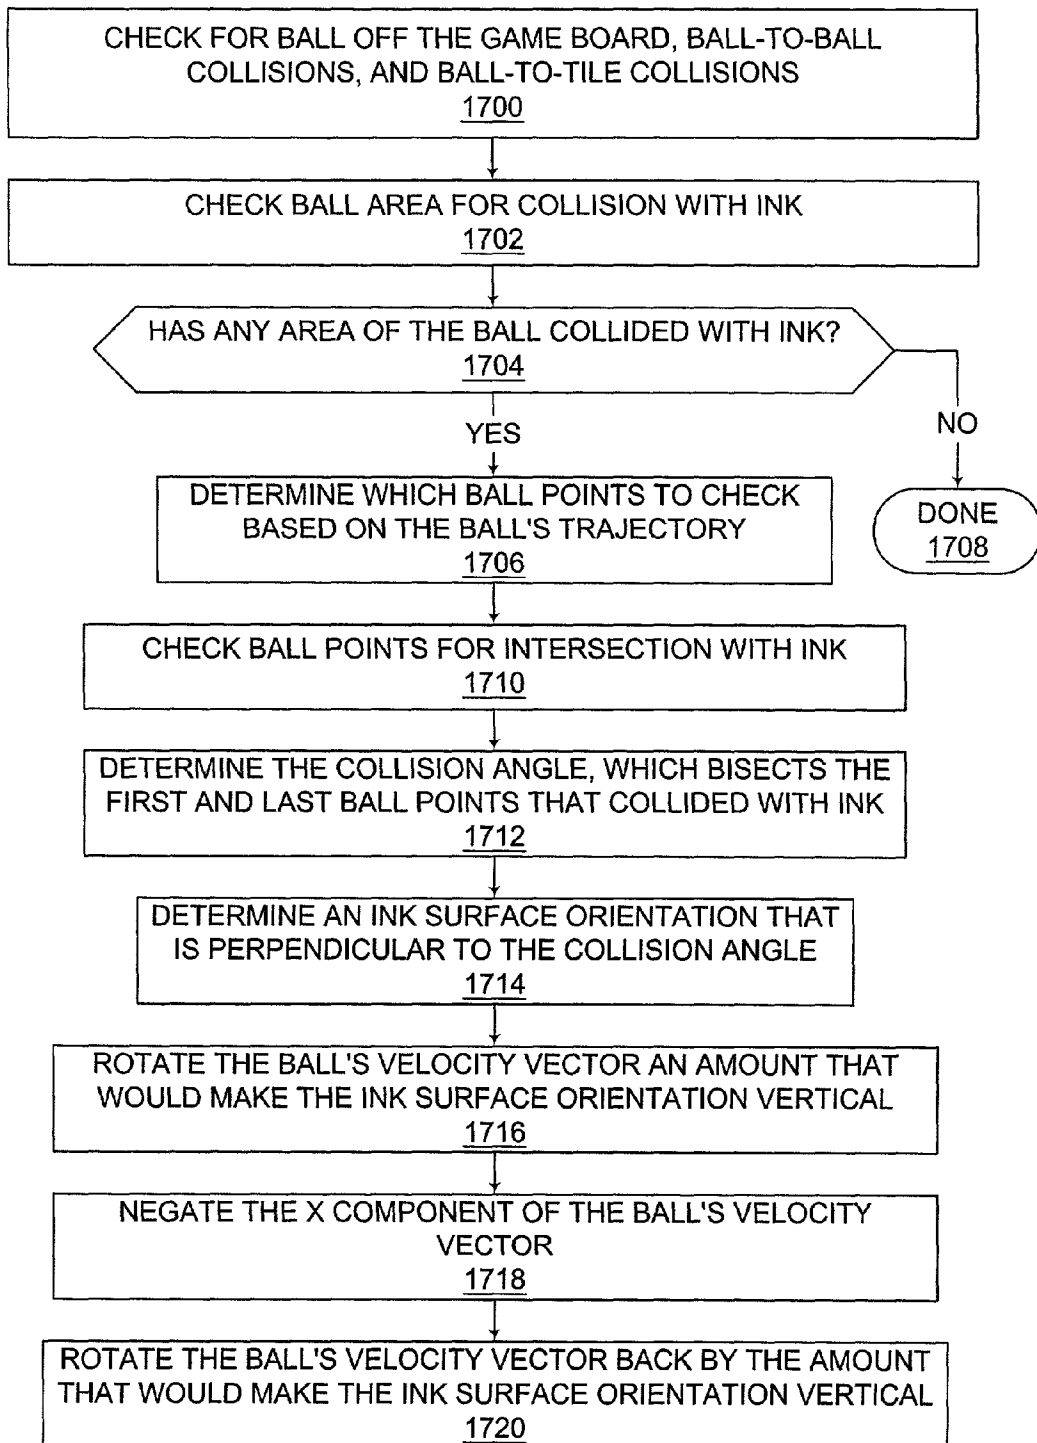 CHECK FOR BALL OFF THE GAME BOARD, BALL-TO-BALL
COLLISIONS, AND BALL-TO-TILE COLLISIONS
1700
CHECK BALL AREA FOR COLLISION WITH INK
1702
HAS ANY AREA OF THE BALL COLLIDED WITH INK?
1704
YES
NO
DETERMINE WHICH BALL POINTS TO CHECK
BASED ON THE BALL'S TRAJECTORY
1706
DONE
1708
CHECK BALL POINTS FOR INTERSECTION WITH INK
1710
DETERMINE THE COLLISION ANGLE, WHICH BISECTS THE
FIRST AND LAST BALL POINTS THAT COLLIDED WITH INK
1712
DETERMINE AN INK SURFACE ORIENTATION THAT
IS PERPENDICULAR TO THE COLLISION ANGLE
1714
ROTATE THE BALL'S VELOCITY VECTOR AN AMOUNT THAT
WOULD MAKE THE INK SURFACE ORIENTATION VERTICAL
1716
NEGATE THE X COMPONENT OF THE BALL'S VELOCITY
VECTOR
1718
ROTATE THE BALL'S VELOCITY VECTOR BACK BY THE AMOUNT
THAT WOULD MAKE THE INK SURFACE ORIENTATION VERTICAL
1720